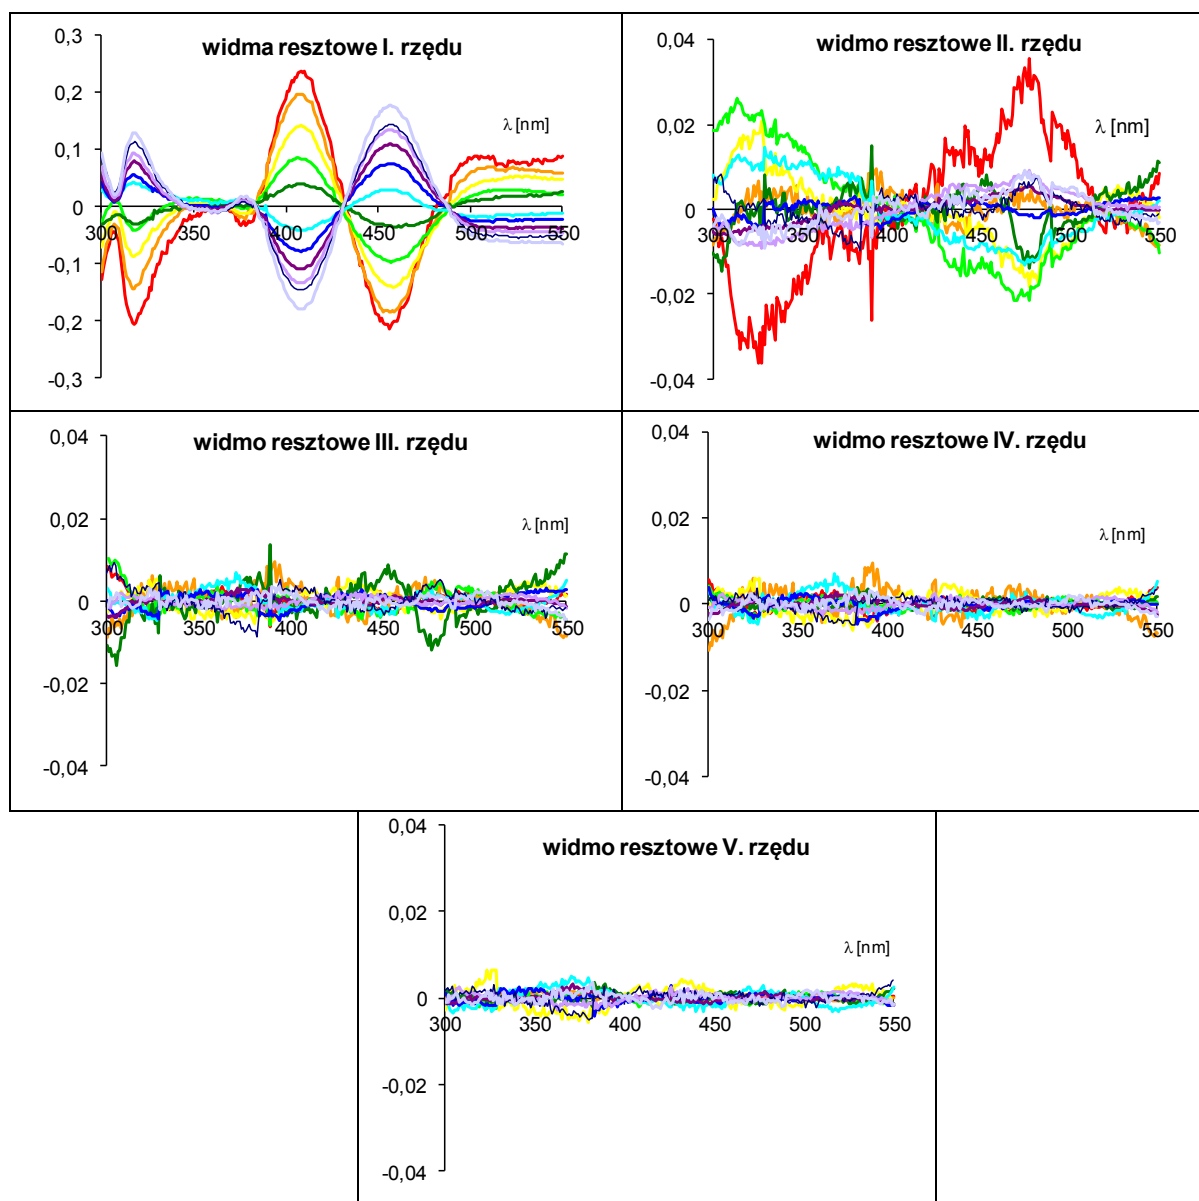 widma resztowe I. rzędu
0,3
0,2
0,1
0
-0,1
-0,2
-0,3
300 350 400 450 500 550
λ [nm]
widmo resztowe II. rzędu
0,04
0,02
0
-0,02
-0,04
300 350 400 450 500 550
λ [nm]
widmo resztowe III. rzędu
0,04
0,02
0
-0,02
-0,04
300 350 400 450 500 550
λ [nm]
widmo resztowe IV. rzędu
0,04
0,02
0
-0,02
-0,04
300 350 400 450 500 550
λ [nm]
widmo resztowe V. rzędu
0,04
0,02
0
-0,02
-0,04
300 350 400 450 500 550
λ [nm]